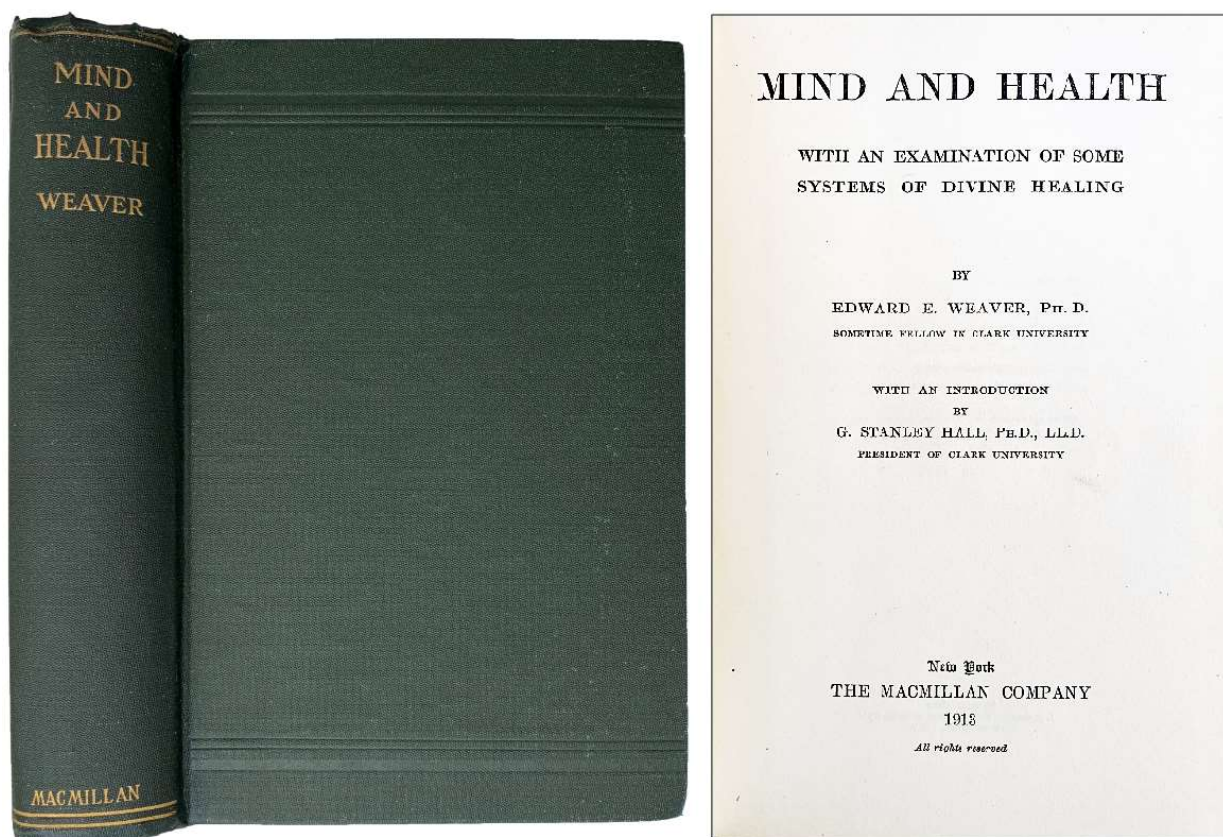 MIND
AND
HEALTH
WEAVER
MACMILLAN
MIND AND HEALTH
WITH AN EXAMINATION OF SOME
SYSTEMS OF DIVINE HEALING
BY
EDWARD E. WEAVER, PH. D.
SOMETIME FELLOW IN CLARK UNIVERSITY
WITH AN INTRODUCTION
BY
G. STANLEY HALL, PH.D., LL.D.
PRESIDENT OF CLARK UNIVERSITY
New York
THE MACMILLAN COMPANY
1913
All rights reserved